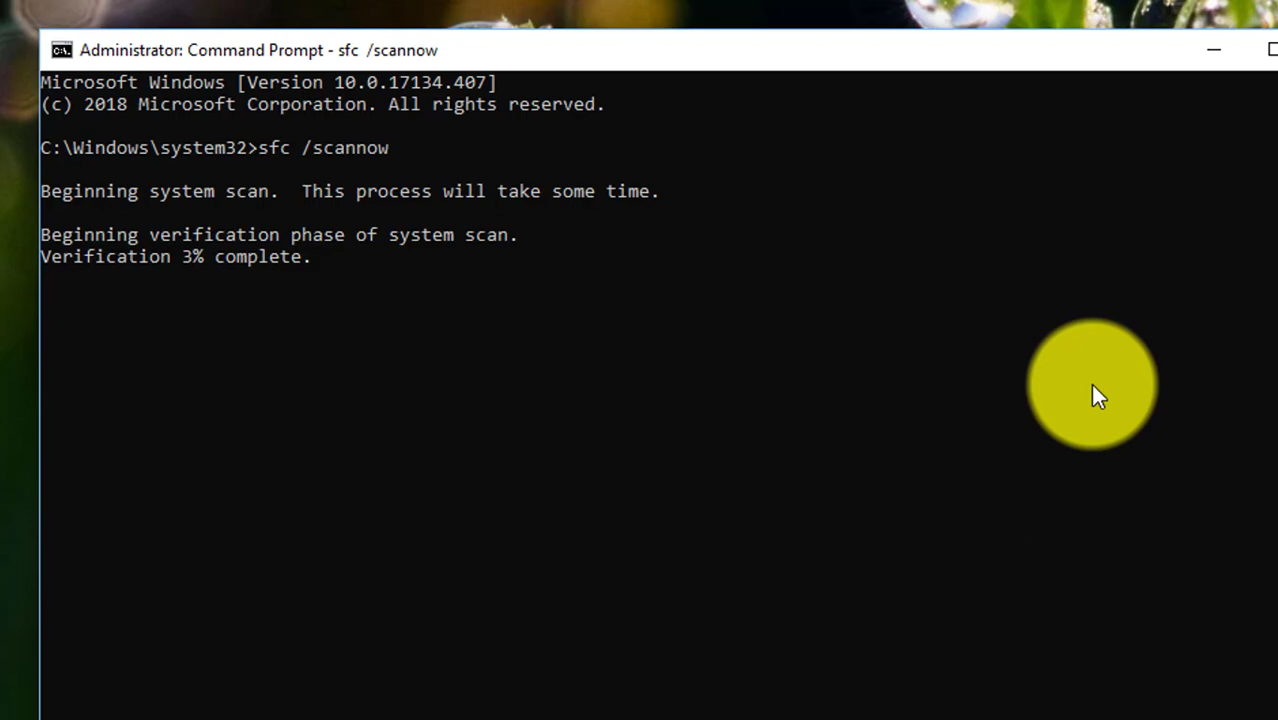 Administrator: Command Prompt - sfc  /scannow
Microsoft Windows [Version 10.0.17134.407]
(c) 2018 Microsoft Corporation. All rights reserved.
C:\Windows\system32>sfc /scannow
Beginning system scan.  This process will take some time.
Beginning verification phase of system scan.
Verification 3% complete.